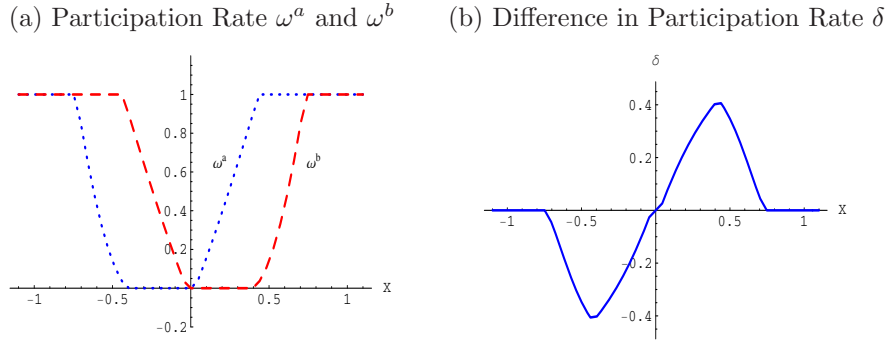 (a) Participation Rate ω^a and ω^b
(b) Difference in Participation Rate δ
1
0.8
0.6
0.4
0.2
-0.2
-1
-0.5
0.5
1
X
ω^a
ω^b
δ
0.4
0.2
-0.2
-0.4
-1
-0.5
0.5
1
X